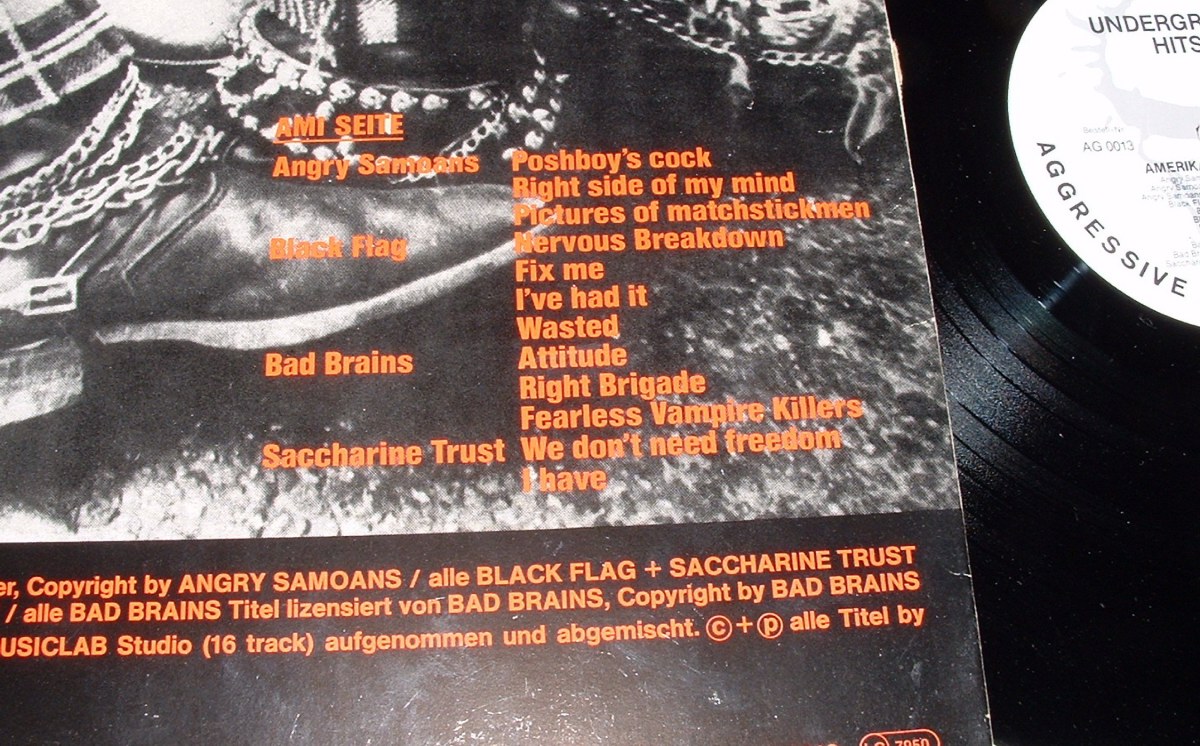 AMI SEITE
Angry Samoans Poshboy's cock
Right side of my mind
Pictures of matchstickmen
Black Flag Nervous Breakdown
Fix me
I've had it
Wasted
Bad Brains Attitude
Right Brigade
Fearless Vampire Killers
Saccharine Trust We don't need freedom
I have
er, Copyright by ANGRY SAMOANS / alle BLACK FLAG + SACCHARINE TRUST
/ alle BAD BRAINS Titel lizensiert von BAD BRAINS, Copyright by BAD BRAINS
USICLAB Studio (16 track) aufgenommen und abgemischt. ©+℗ alle Titel by
LC 7950
UNDERGR
HITS
Bestell-Nr
AG 0013
AMERIKA
AGGRESSIVE